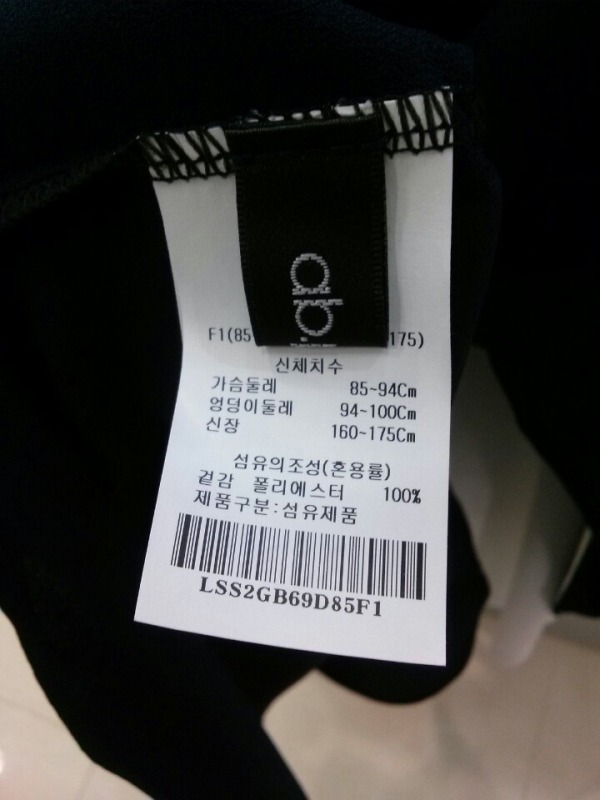 F1(85 175)
신체치수
가슴둘레 85~94Cm
엉덩이둘레 94~100Cm
신장 160~175Cm
섬유의조성(혼용률)
겉감 폴리에스터 100%
제품구분:섬유제품
LSS2GB69D85F1